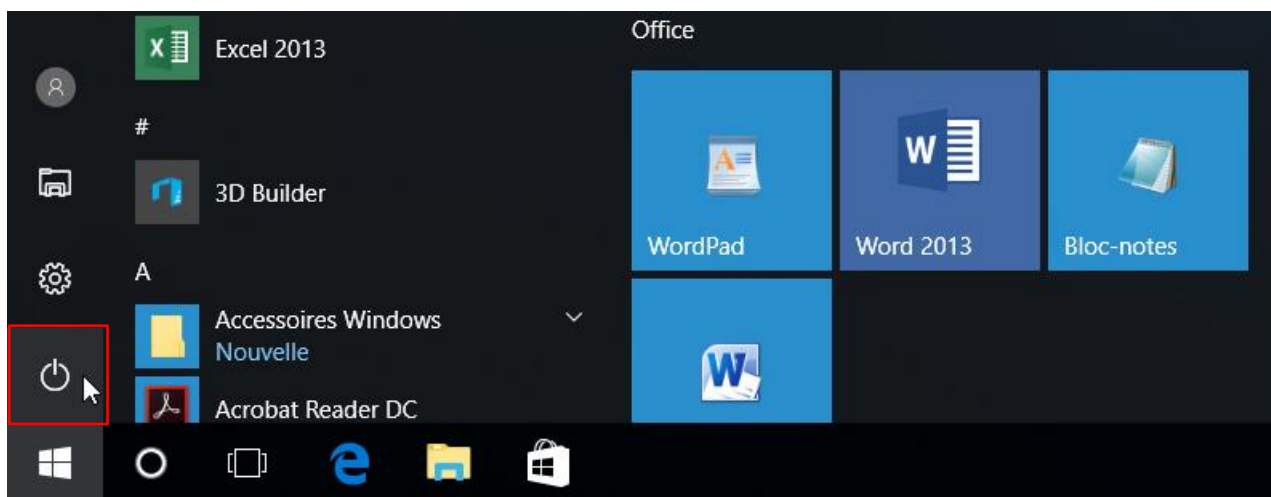 Excel 2013
#
3D Builder
A
Accessoires Windows
Nouvelle
Acrobat Reader DC
Office
WordPad
Word 2013
Bloc-notes